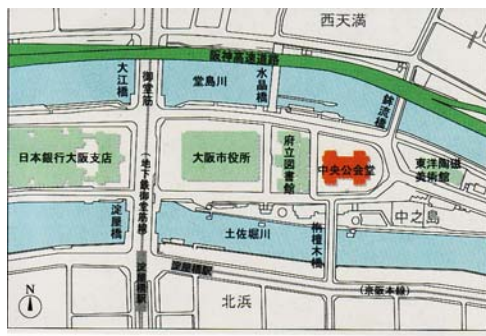 西天満
阪神高速道路
大江橋
御堂筋
堂島川
水晶橋
鉾流橋
日本銀行大阪支店
(地下鉄御堂筋線)
大阪市役所
府立図書館
中央公会堂
東洋陶磁
美術館
中之島
淀屋橋
土佐堀川
栴檀木橋
淀屋橋駅
淀屋橋駅
(京阪本線)
北浜
N